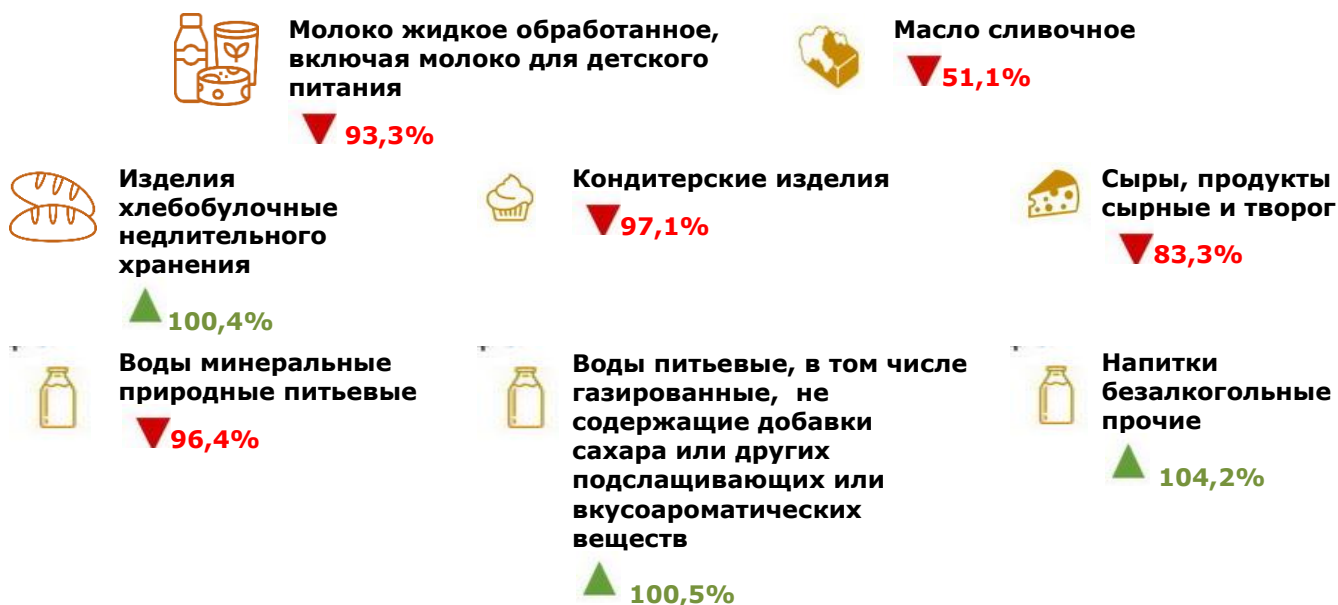 Молоко жидкое обработанное,
включая молоко для детского
питания
93,3%
Масло сливочное
51,1%
Изделия
хлебобулочные
недлительного
хранения
100,4%
Кондитерские изделия
97,1%
Сыры, продукты
сырные и творог
83,3%
Воды минеральные
природные питьевые
96,4%
Воды питьевые, в том числе
газированные, не
содержащие добавки
сахара или других
подслащивающих или
вкусоароматических
веществ
100,5%
Напитки
безалкогольные
прочие
104,2%